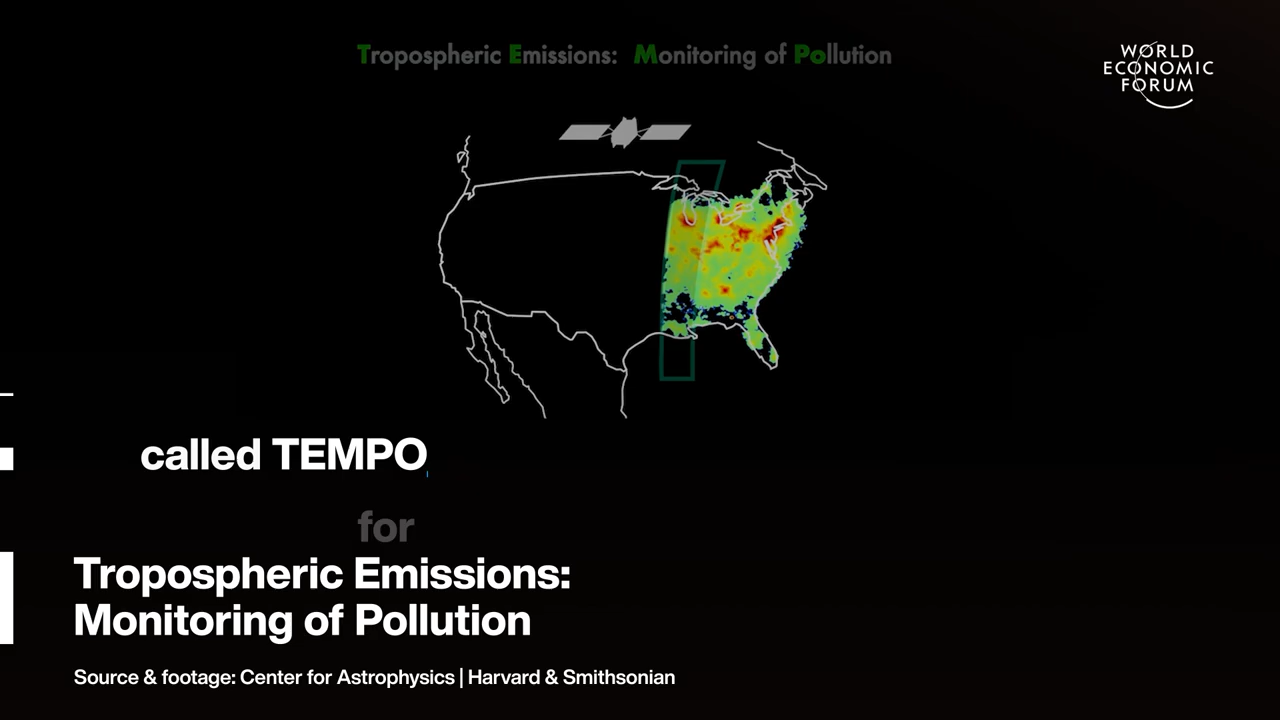 Tropospheric Emissions: Monitoring of Pollution
WORLD
ECONOMIC
FORUM
called TEMPO
for
Tropospheric Emissions:
Monitoring of Pollution
Source & footage: Center for Astrophysics | Harvard & Smithsonian